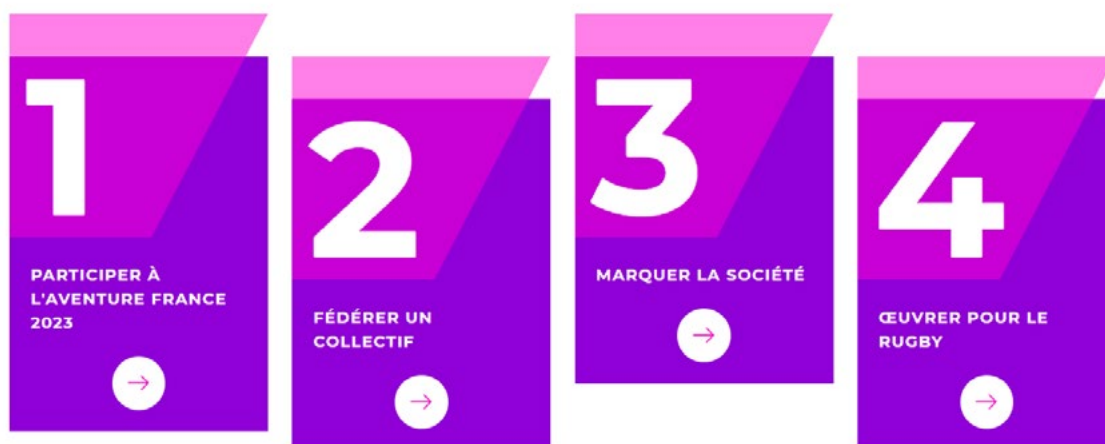 1
PARTICIPER À
L'AVENTURE FRANCE
2023
2
FÉDÉRER UN
COLLECTIF
3
MARQUER LA SOCIÉTÉ
4
ŒUVRER POUR LE
RUGBY